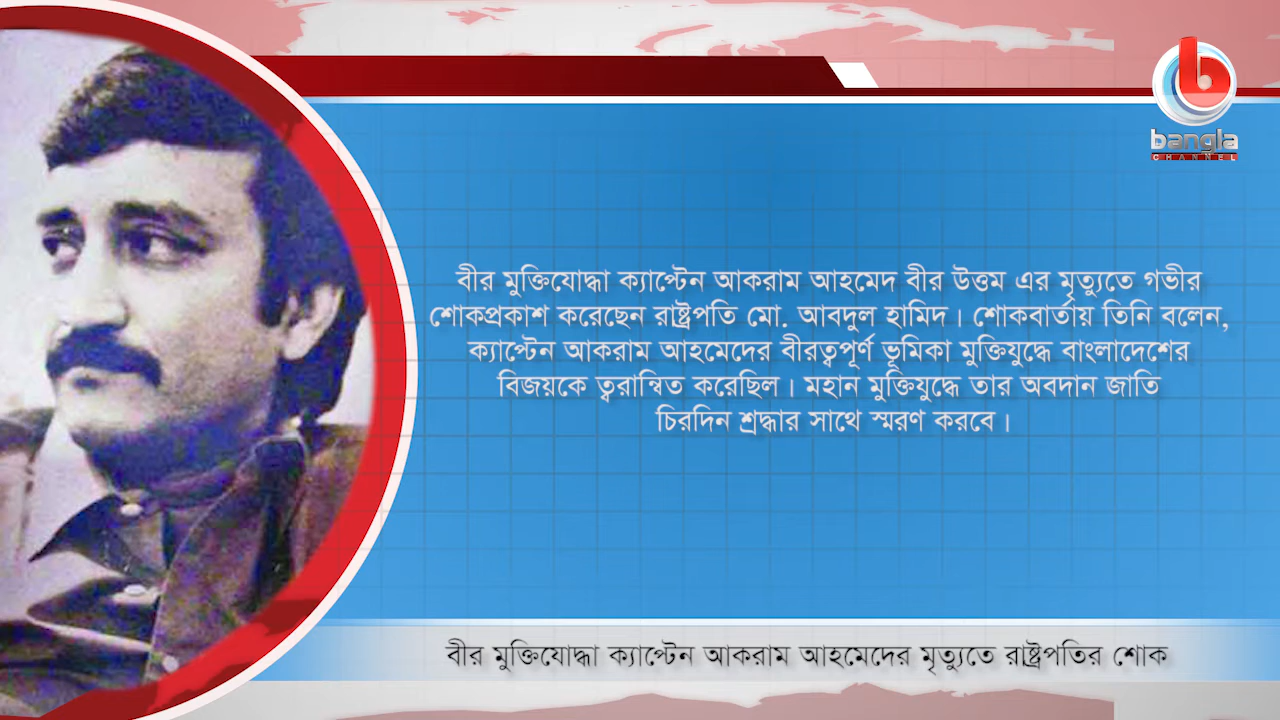 bangla
CHANNEL
বীর মুক্তিযোদ্ধা ক্যাপ্টেন আকরাম আহমেদ বীর উত্তম এর মৃত্যুতে গভীর
শোকপ্রকাশ করেছেন রাষ্ট্রপতি মো. আবদুল হামিদ। শোকবার্তায় তিনি বলেন,
ক্যাপ্টেন আকরাম আহমেদের বীরত্বপূর্ণ ভূমিকা মুক্তিযুদ্ধে বাংলাদেশের
বিজয়কে ত্বরান্বিত করেছিল। মহান মুক্তিযুদ্ধে তার অবদান জাতি
চিরদিন শ্রদ্ধার সাথে স্মরণ করবে।
বীর মুক্তিযোদ্ধা ক্যাপ্টেন আকরাম আহমেদের মৃত্যুতে রাষ্ট্রপতির শোক